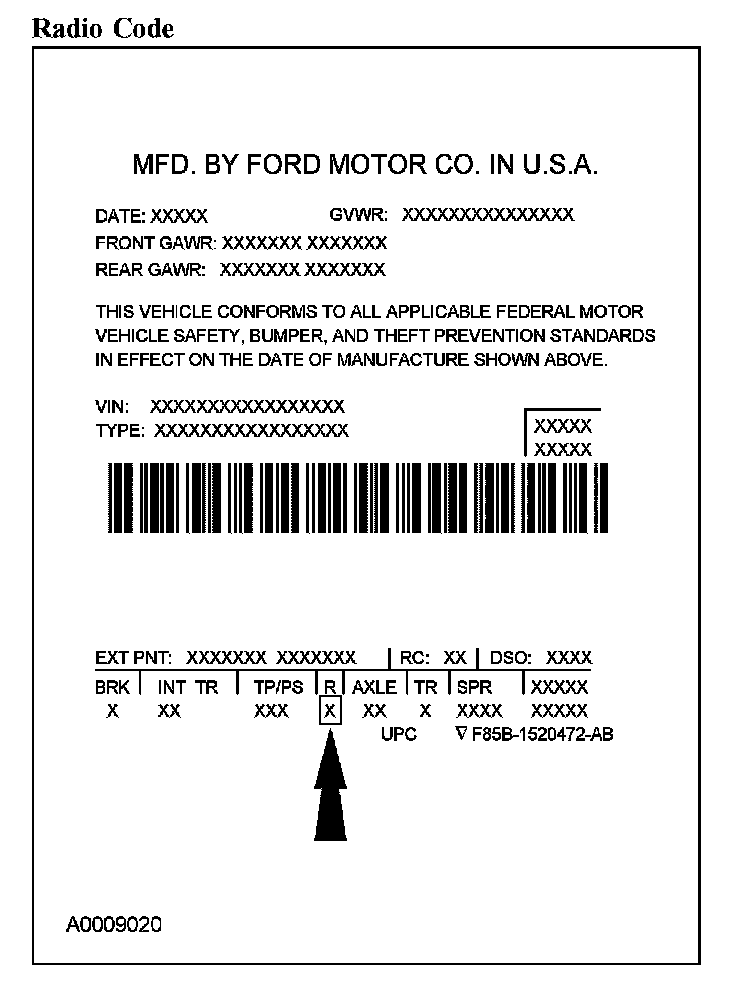 Radio Code
MFD. BY FORD MOTOR CO. IN U.S.A.
DATE: XXXXX GVWR: XXXXXXXXXXXXXXX
FRONT GAWR: XXXXXXX XXXXXXX
REAR GAWR: XXXXXXX XXXXXXX
THIS VEHICLE CONFORMS TO ALL APPLICABLE FEDERAL MOTOR
VEHICLE SAFETY, BUMPER, AND THEFT PREVENTION STANDARDS
IN EFFECT ON THE DATE OF MANUFACTURE SHOWN ABOVE.
VIN: XXXXXXXXXXXXXXXXX
TYPE: XXXXXXXXXXXXXXXXX
XXXXX
XXXXX
EXT PNT: XXXXXXX XXXXXXX | RC: XX | DSO: XXXX
BRK | INT TR | TP/PS | R | AXLE | TR | SPR | XXXXX
X XX XXX X XX X XXXX XXXXX
UPC ∇ F85B-1520472-AB
A0009020